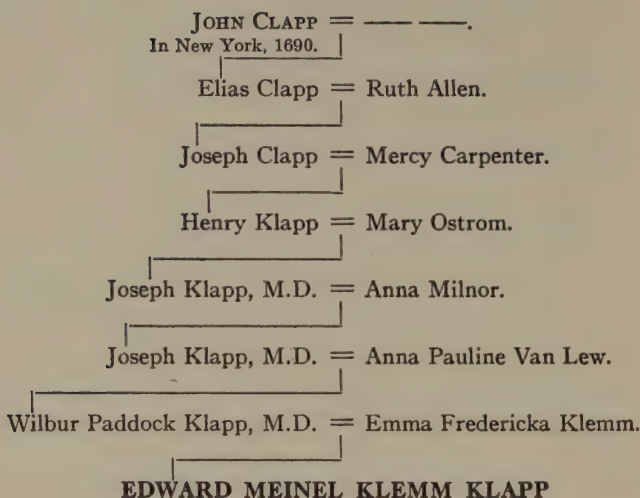 JOHN CLAPP = —— ——.
In New York, 1690.
Elias Clapp = Ruth Allen.
Joseph Clapp = Mercy Carpenter.
Henry Klapp = Mary Ostrom.
Joseph Klapp, M.D. = Anna Milnor.
Joseph Klapp, M.D. = Anna Pauline Van Lew.
Wilbur Paddock Klapp, M.D. = Emma Fredericka Klemm.
EDWARD MEINEL KLEMM KLAPP